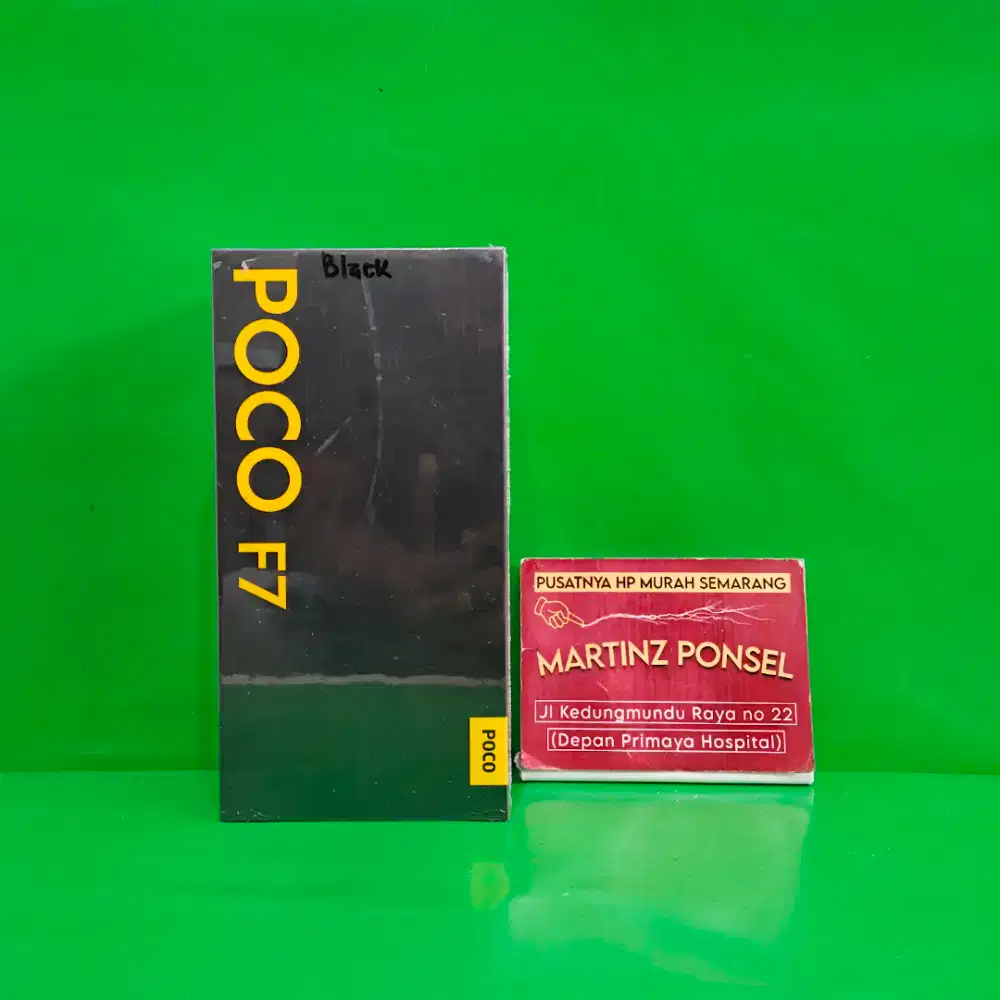 Black
POCO F7
POCO
PUSATNYA HP MURAH SEMARANG
MARTINZ PONSEL
Jl Kedungmundu Raya no 22
(Depan Primaya Hospital)